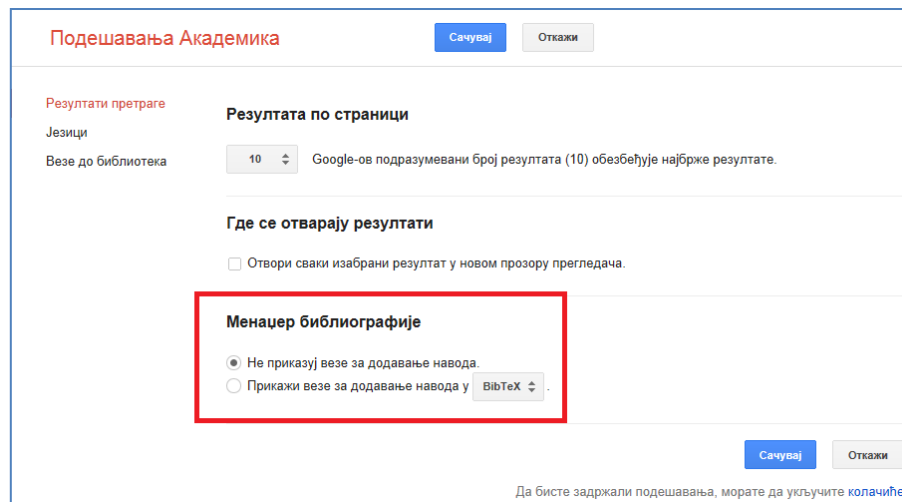 Подешавања Академика
Сачувај
Откажи
Резултати претраге
Језици
Везе до библиотека
Резултата по страници
10
Google-ов подразумевани број резултата (10) обезбеђује најбрже резултате.
Где се отварају резултати
Отвори сваки изабрани резултат у новом прозору прегледача.
Менаџер библиографије
Не приказуј везе за додавање навода.
Прикажи везе за додавање навода у BibTeX .
Сачувај
Откажи
Да бисте задржали подешавања, морате да укључите колачиће